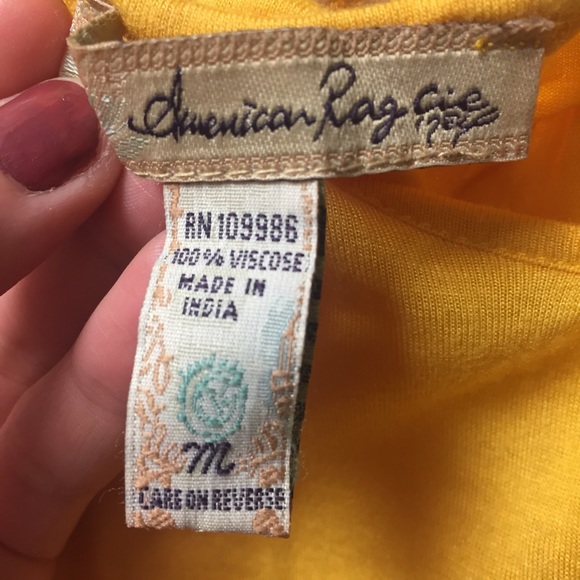 American Rag Cie
RN 109986
100% VISCOSE
MADE IN
INDIA
M
CARE ON REVERSE